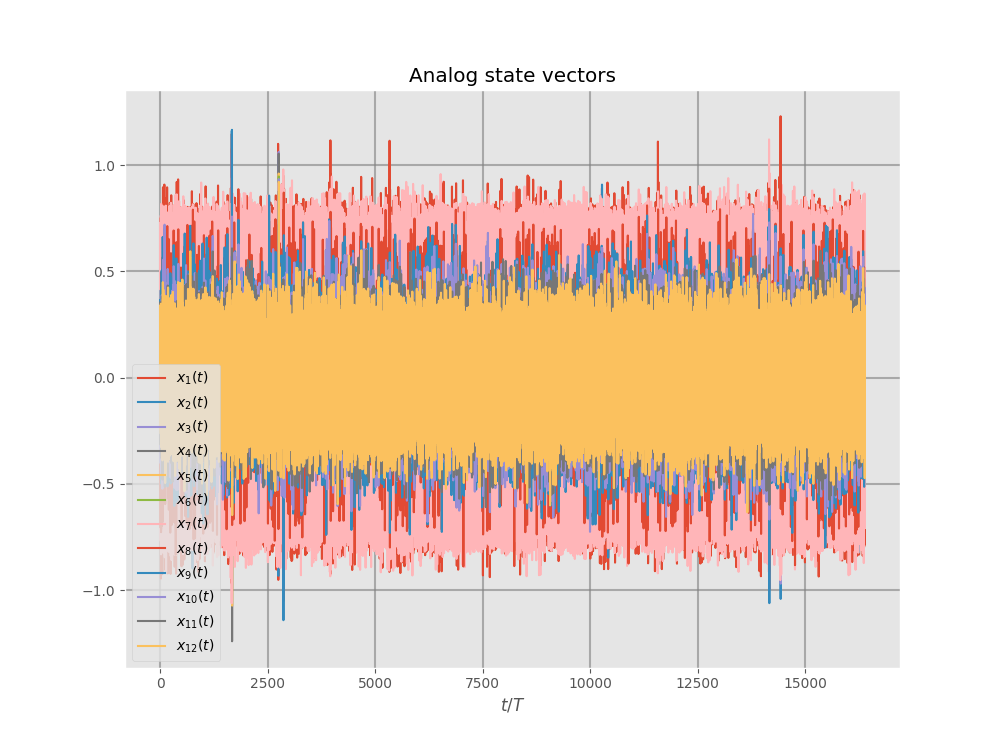 Analog state vectors
1.0
0.5
0.0
−0.5
−1.0
x₁(t)
x₂(t)
x₃(t)
x₄(t)
x₅(t)
x₆(t)
x₇(t)
x₈(t)
x₉(t)
x₁₀(t)
x₁₁(t)
x₁₂(t)
0 2500 5000 7500 10000 12500 15000
t/T